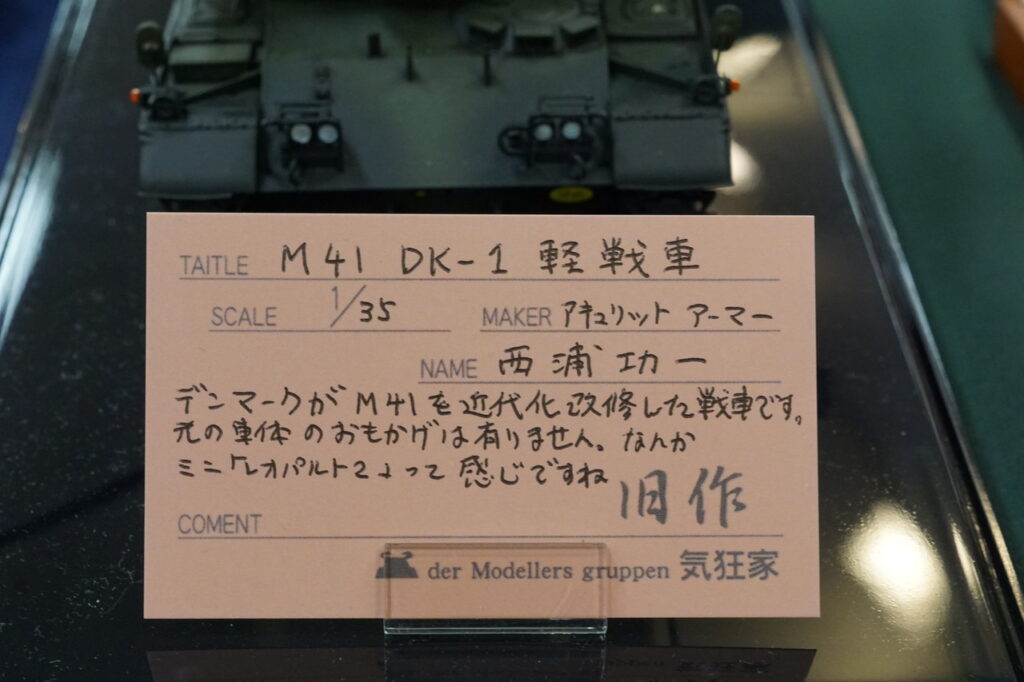 TAITLE M41 DK-1 軽戦車
SCALE 1/35 MAKER アキュリット アーマー
NAME 西浦功一
デンマークがM41を近代化改修した戦車です。
元の車体のおもかげは有りません。なんか
ミニ「レオパルト2」って感じですね
旧作
COMENT
der Modellers gruppen 気狂家